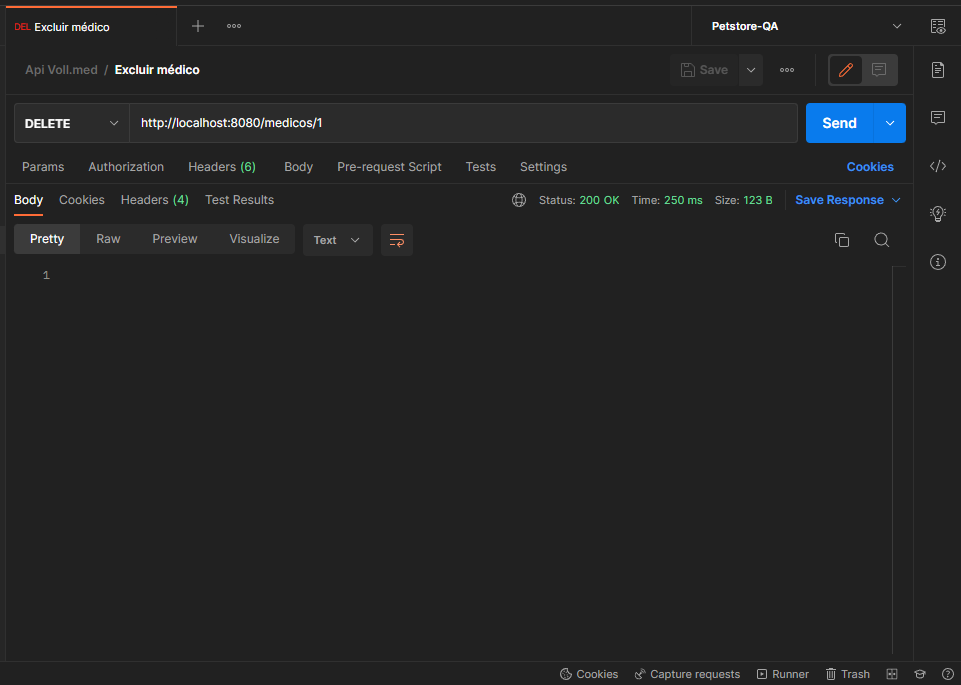 DEL Excluir médico
Petstore-QA
Api Voll.med / Excluir médico
Save
DELETE http://localhost:8080/medicos/1 Send
Params Authorization Headers (6) Body Pre-request Script Tests Settings Cookies
Body Cookies Headers (4) Test Results Status: 200 OK Time: 250 ms Size: 123 B Save Response
Pretty Raw Preview Visualize Text
1
Cookies Capture requests Runner Trash